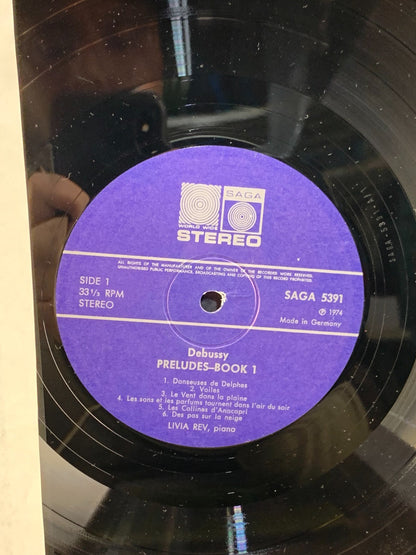 SAGA
WORLD WIDE
STEREO
ALL RIGHTS OF THE MANUFACTURER AND OF THE OWNER OF THE RECORDED WORK RESERVED.
UNAUTHORISED PUBLIC PERFORMANCE, BROADCASTING AND COPYING OF THIS RECORD PROHIBITED.
SIDE 1
33⅓ RPM
STEREO
SAGA 5391
℗ 1974
Made in Germany
Debussy
PRELUDES-BOOK 1
1. Danseuses de Delphes
2. Voiles
3. Le Vent dans la plaine
4. Les sons et les parfums tournent dans l'air du soir
5. Les Collines d'Anacapri
6. Des pas sur la neige
LIVIA REV, piano